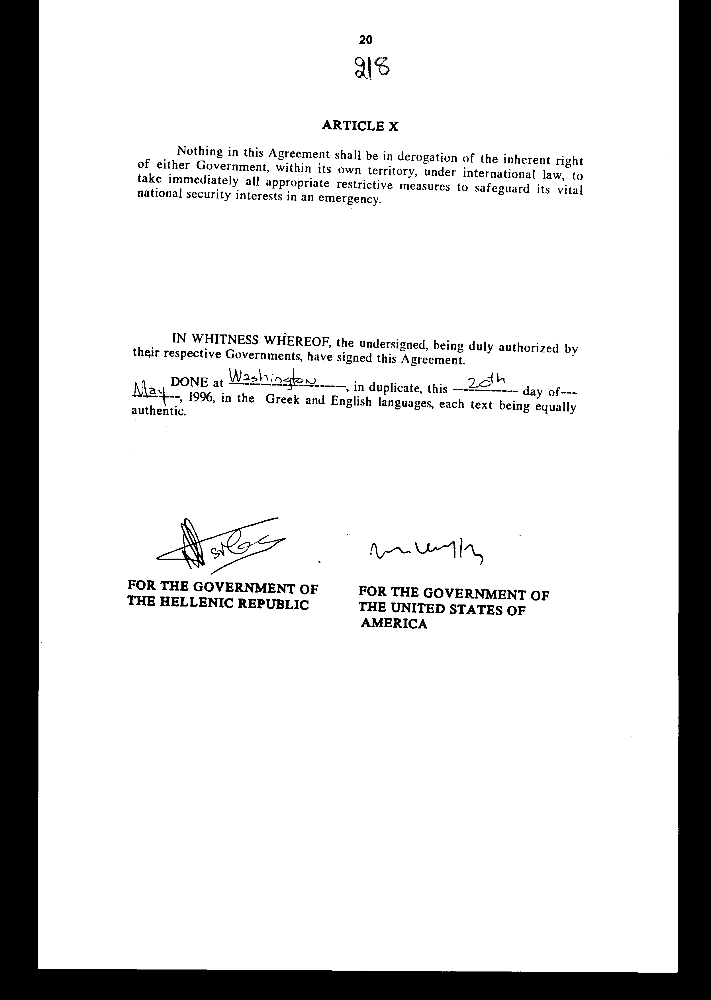 20
218
ARTICLE X
Nothing in this Agreement shall be in derogation of the inherent right
of either Government, within its own territory, under international law, to
take immediately all appropriate restrictive measures to safeguard its vital
national security interests in an emergency.
IN WHITNESS WHEREOF, the undersigned, being duly authorized by
their respective Governments, have signed this Agreement.
DONE at Washington------, in duplicate, this ---20th--- day of---
May--, 1996, in the Greek and English languages, each text being equally
authentic.
FOR THE GOVERNMENT OF
THE HELLENIC REPUBLIC
FOR THE GOVERNMENT OF
THE UNITED STATES OF
AMERICA